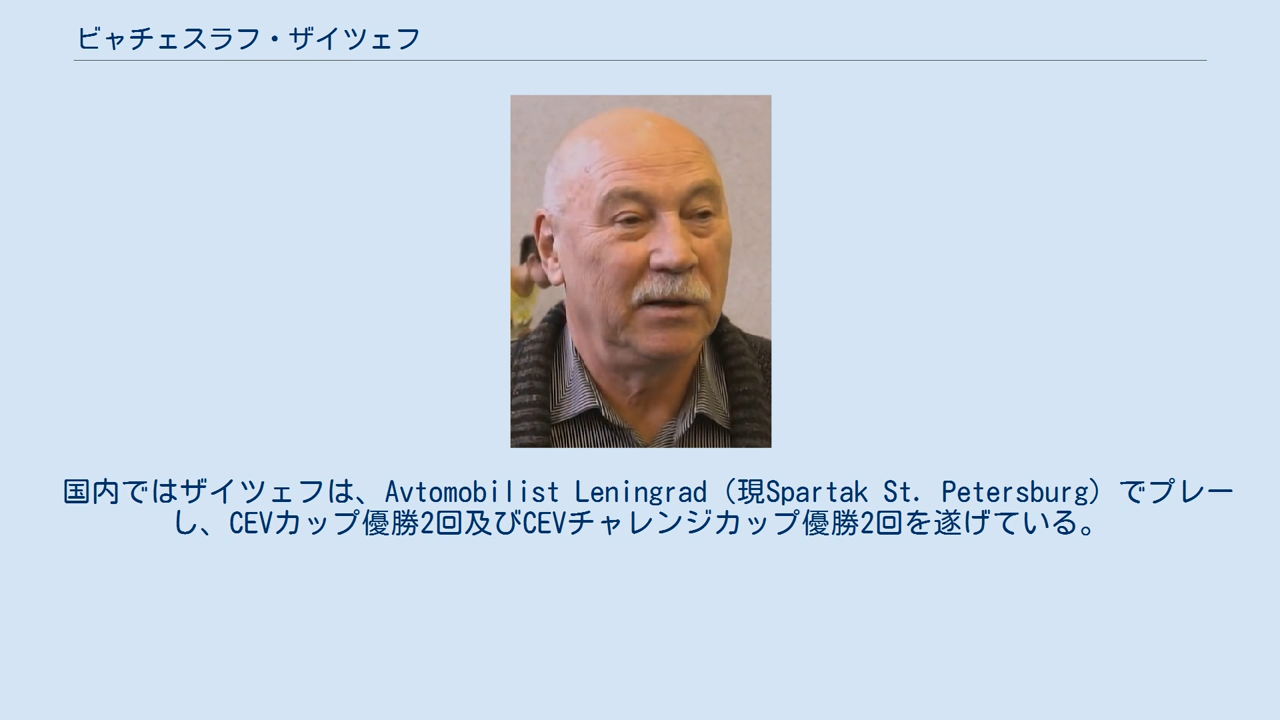 ビャチェスラフ・ザイツェフ
国内ではザイツェフは、Avtomobilist Leningrad（現Spartak St. Petersburg）でプレー
し、CEVカップ優勝2回及びCEVチャレンジカップ優勝2回を遂げている。